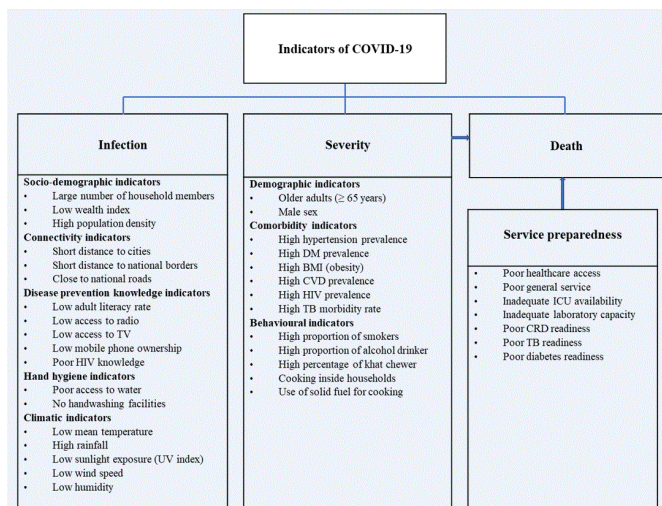 Indicators of COVID-19
Infection
Socio-demographic indicators
• Large number of household members
• Low wealth index
• High population density
Connectivity indicators
• Short distance to cities
• Short distance to national borders
• Close to national roads
Disease prevention knowledge indicators
• Low adult literacy rate
• Low access to radio
• Low access to TV
• Low mobile phone ownership
• Poor HIV knowledge
Hand hygiene indicators
• Poor access to water
• No handwashing facilities
Climatic indicators
• Low mean temperature
• High rainfall
• Low sunlight exposure (UV index)
• Low wind speed
• Low humidity
Severity
Demographic indicators
• Older adults (≥ 65 years)
• Male sex
Comorbidity indicators
• High hypertension prevalence
• High DM prevalence
• High BMI (obesity)
• High CVD prevalence
• High HIV prevalence
• High TB morbidity rate
Behavioural indicators
• High proportion of smokers
• High proportion of alcohol drinker
• High percentage of khat chewer
• Cooking inside households
• Use of solid fuel for cooking
Death
Service preparedness
• Poor healthcare access
• Poor general service
• Inadequate ICU availability
• Inadequate laboratory capacity
• Poor CRD readiness
• Poor TB readiness
• Poor diabetes readiness